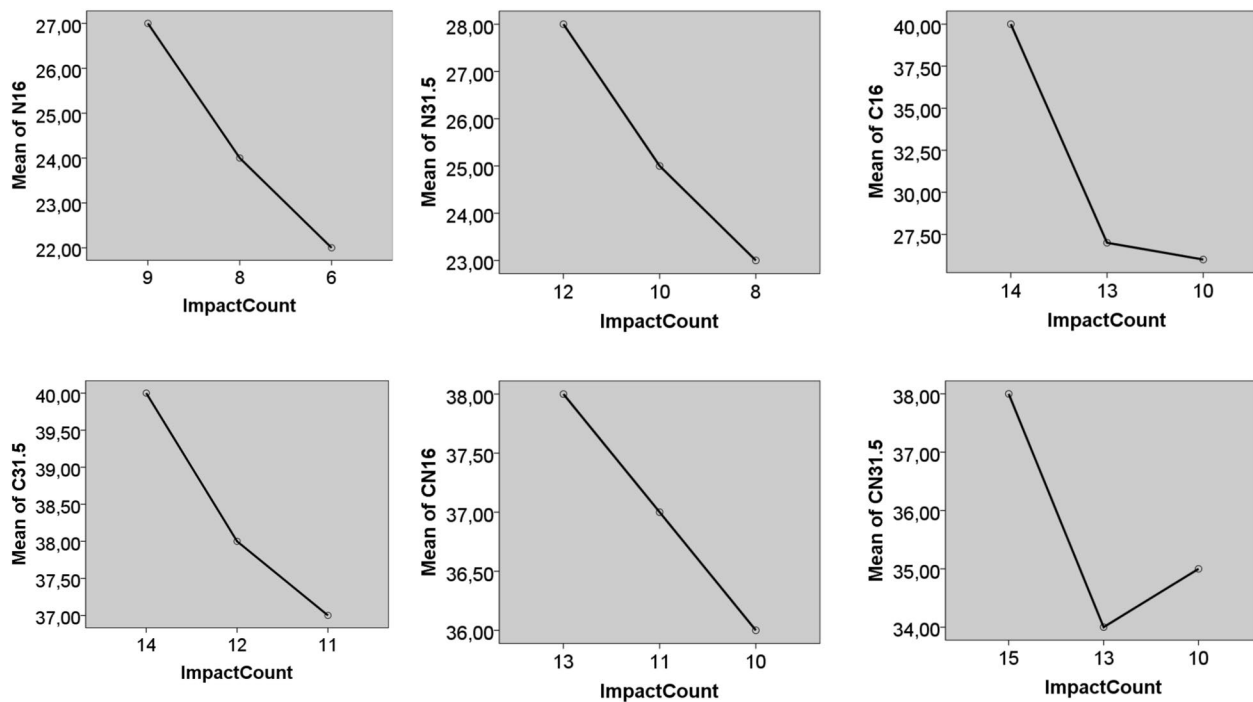 Mean of N16
27,00
26,00
25,00
24,00
23,00
22,00
9 8 6
ImpactCount
Mean of N31.5
28,00
27,00
26,00
25,00
24,00
23,00
12 10 8
ImpactCount
Mean of C16
40,00
37,50
35,00
32,50
30,00
27,50
14 13 10
ImpactCount
Mean of C31.5
40,00
39,50
39,00
38,50
38,00
37,50
37,00
14 12 11
ImpactCount
Mean of CN16
38,00
37,50
37,00
36,50
36,00
13 11 10
ImpactCount
Mean of CN31.5
38,00
37,00
36,00
35,00
34,00
15 13 10
ImpactCount